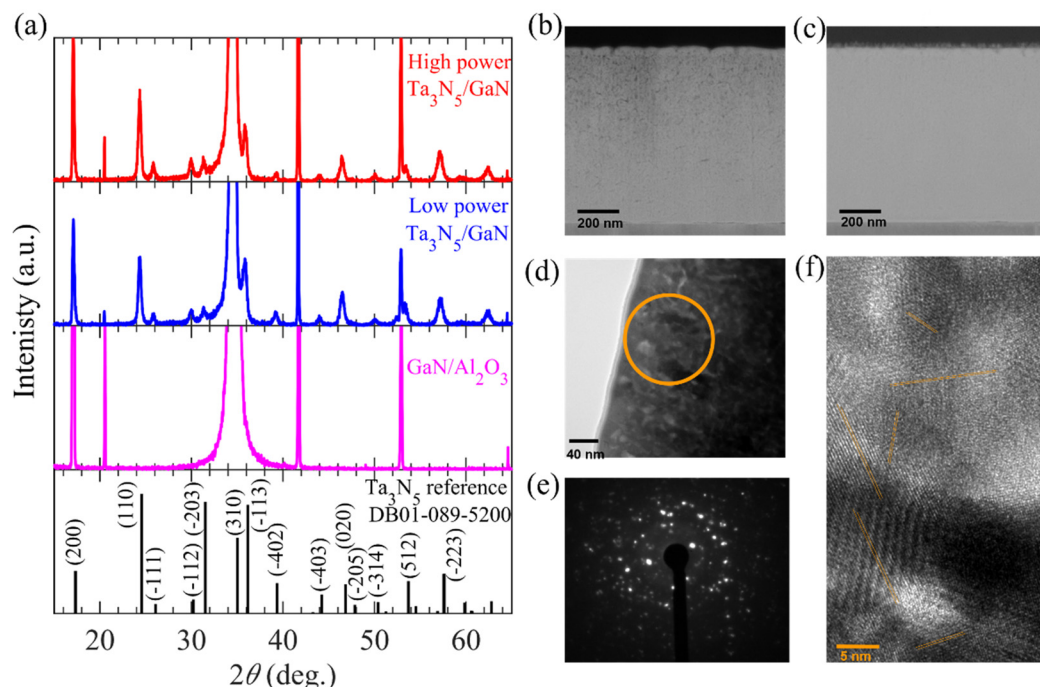 (a)
Intenisty (a.u.)
High power
Ta₃N₅/GaN
Low power
Ta₃N₅/GaN
GaN/Al₂O₃
Ta₃N₅ reference
DB01-089-5200
(200)
(110)
(-111)
(-112)
(-203)
(310)
(-113)
(-402)
(-403)
(020)
(-205)
(-314)
(512)
(-223)
20 30 40 50 60
2θ (deg.)
(b)
200 nm
(c)
200 nm
(d)
40 nm
(e)
(f)
5 nm